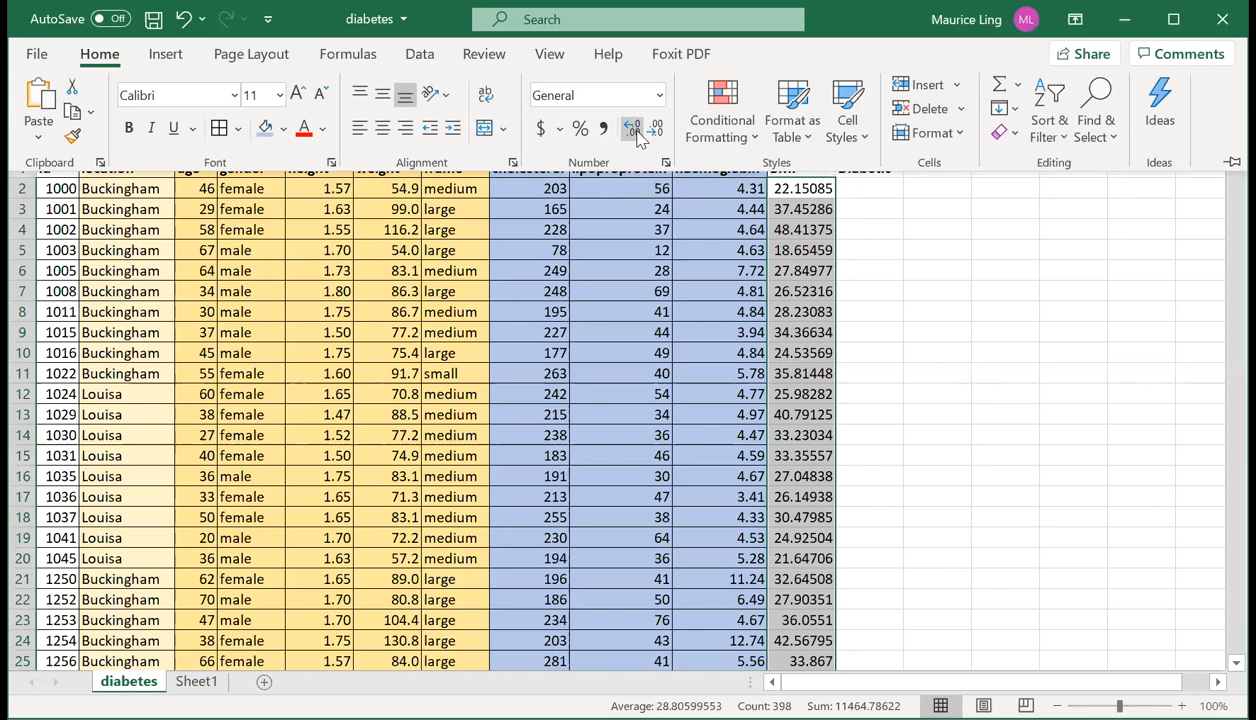 AutoSave Off diabetes Search Maurice Ling ML
File Home Insert Page Layout Formulas Data Review View Help Foxit PDF Share Comments
Calibri 11 General Insert
Paste Conditional Formatting Format as Table Cell Styles Delete Sort & Filter Find & Select Ideas
Format
Clipboard Font Alignment Number Styles Cells Editing Ideas
2 1000 Buckingham 46 female 1.57 54.9 medium 203 56 4.31 22.15085
3 1001 Buckingham 29 female 1.63 99.0 large 165 24 4.44 37.45286
4 1002 Buckingham 58 female 1.55 116.2 large 228 37 4.64 48.41375
5 1003 Buckingham 67 male 1.70 54.0 large 78 12 4.63 18.65459
6 1005 Buckingham 64 male 1.73 83.1 medium 249 28 7.72 27.84977
7 1008 Buckingham 34 male 1.80 86.3 large 248 69 4.81 26.52316
8 1011 Buckingham 30 male 1.75 86.7 medium 195 41 4.84 28.23083
9 1015 Buckingham 37 male 1.50 77.2 medium 227 44 3.94 34.36634
10 1016 Buckingham 45 male 1.75 75.4 large 177 49 4.84 24.53569
11 1022 Buckingham 55 female 1.60 91.7 small 263 40 5.78 35.81448
12 1024 Louisa 60 female 1.65 70.8 medium 242 54 4.77 25.98282
13 1029 Louisa 38 female 1.47 88.5 medium 215 34 4.97 40.79125
14 1030 Louisa 27 female 1.52 77.2 medium 238 36 4.47 33.23034
15 1031 Louisa 40 female 1.50 74.9 medium 183 46 4.59 33.35557
16 1035 Louisa 36 male 1.75 83.1 medium 191 30 4.67 27.04838
17 1036 Louisa 33 female 1.65 71.3 medium 213 47 3.41 26.14938
18 1037 Louisa 50 female 1.65 83.1 medium 255 38 4.33 30.47985
19 1041 Louisa 20 male 1.70 72.2 medium 230 64 4.53 24.92504
20 1045 Louisa 36 male 1.63 57.2 medium 194 36 5.28 21.64706
21 1250 Buckingham 62 female 1.65 89.0 large 196 41 11.24 32.64508
22 1252 Buckingham 70 male 1.70 80.8 large 186 50 6.49 27.90351
23 1253 Buckingham 47 male 1.70 104.4 large 234 76 4.67 36.0551
24 1254 Buckingham 38 female 1.75 130.8 large 203 43 12.74 42.56795
25 1256 Buckingham 66 female 1.57 84.0 large 281 41 5.56 33.867
diabetes Sheet1
Average: 28.80599553 Count: 398 Sum: 11464.78622 100%